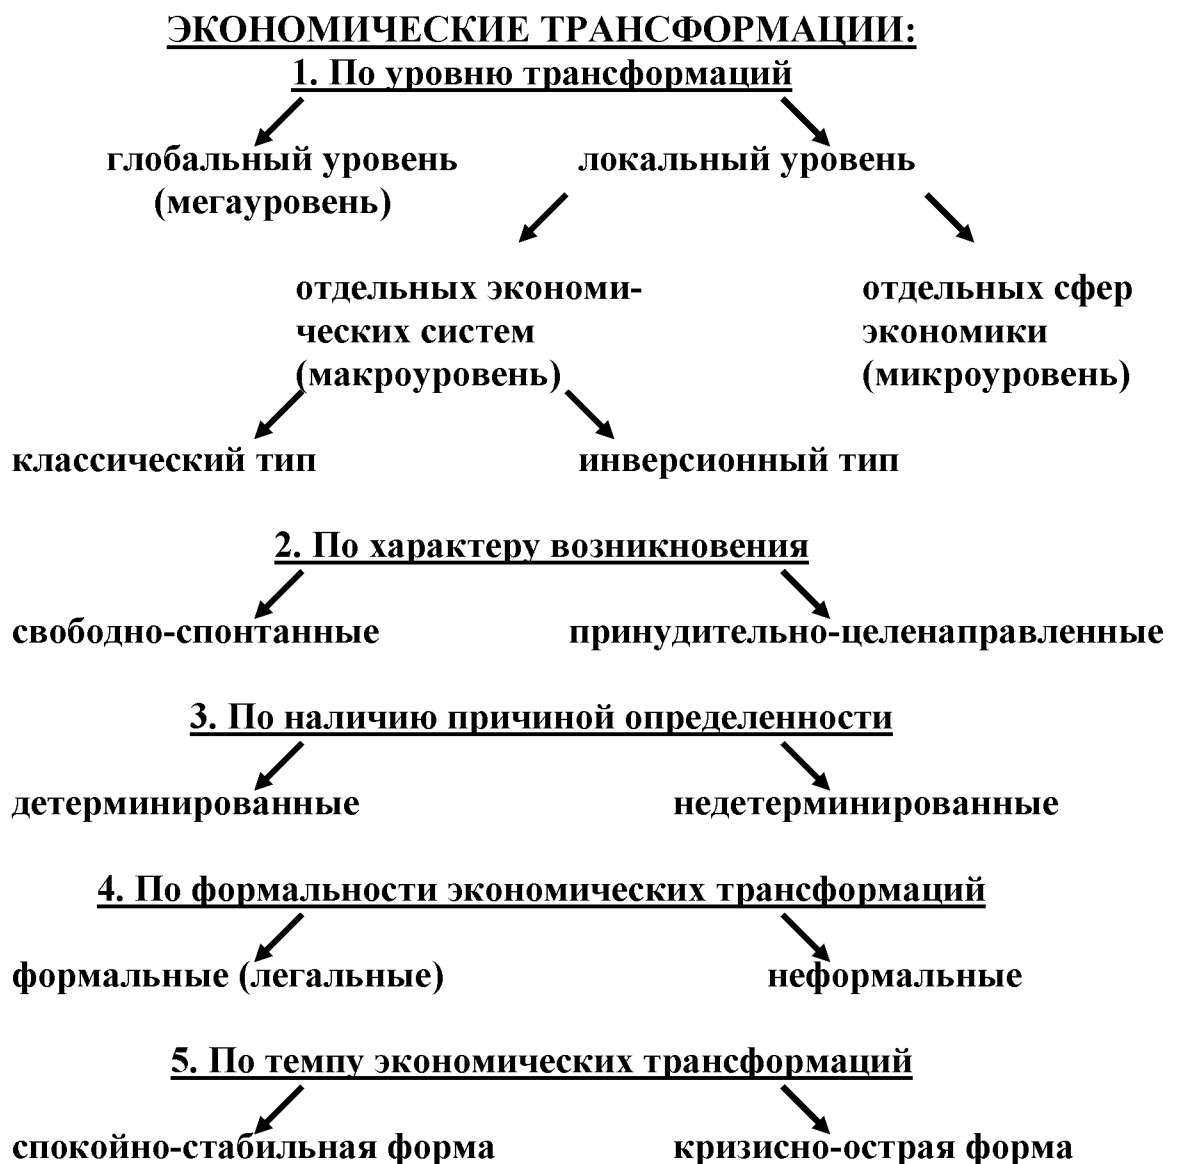 ЭКОНОМИЧЕСКИЕ ТРАНСФОРМАЦИИ:
1. По уровню трансформаций
глобальный уровень локальный уровень
(мегауровень)
отдельных экономи- отдельных сфер
ческих систем экономики
(макроуровень) (микроуровень)
классический тип инверсионный тип
2. По характеру возникновения
свободно-спонтанные принудительно-целенаправленные
3. По наличию причиной определенности
детерминированные недетерминированные
4. По формальности экономических трансформаций
формальные (легальные) неформальные
5. По темпу экономических трансформаций
спокойно-стабильная форма кризисно-острая форма